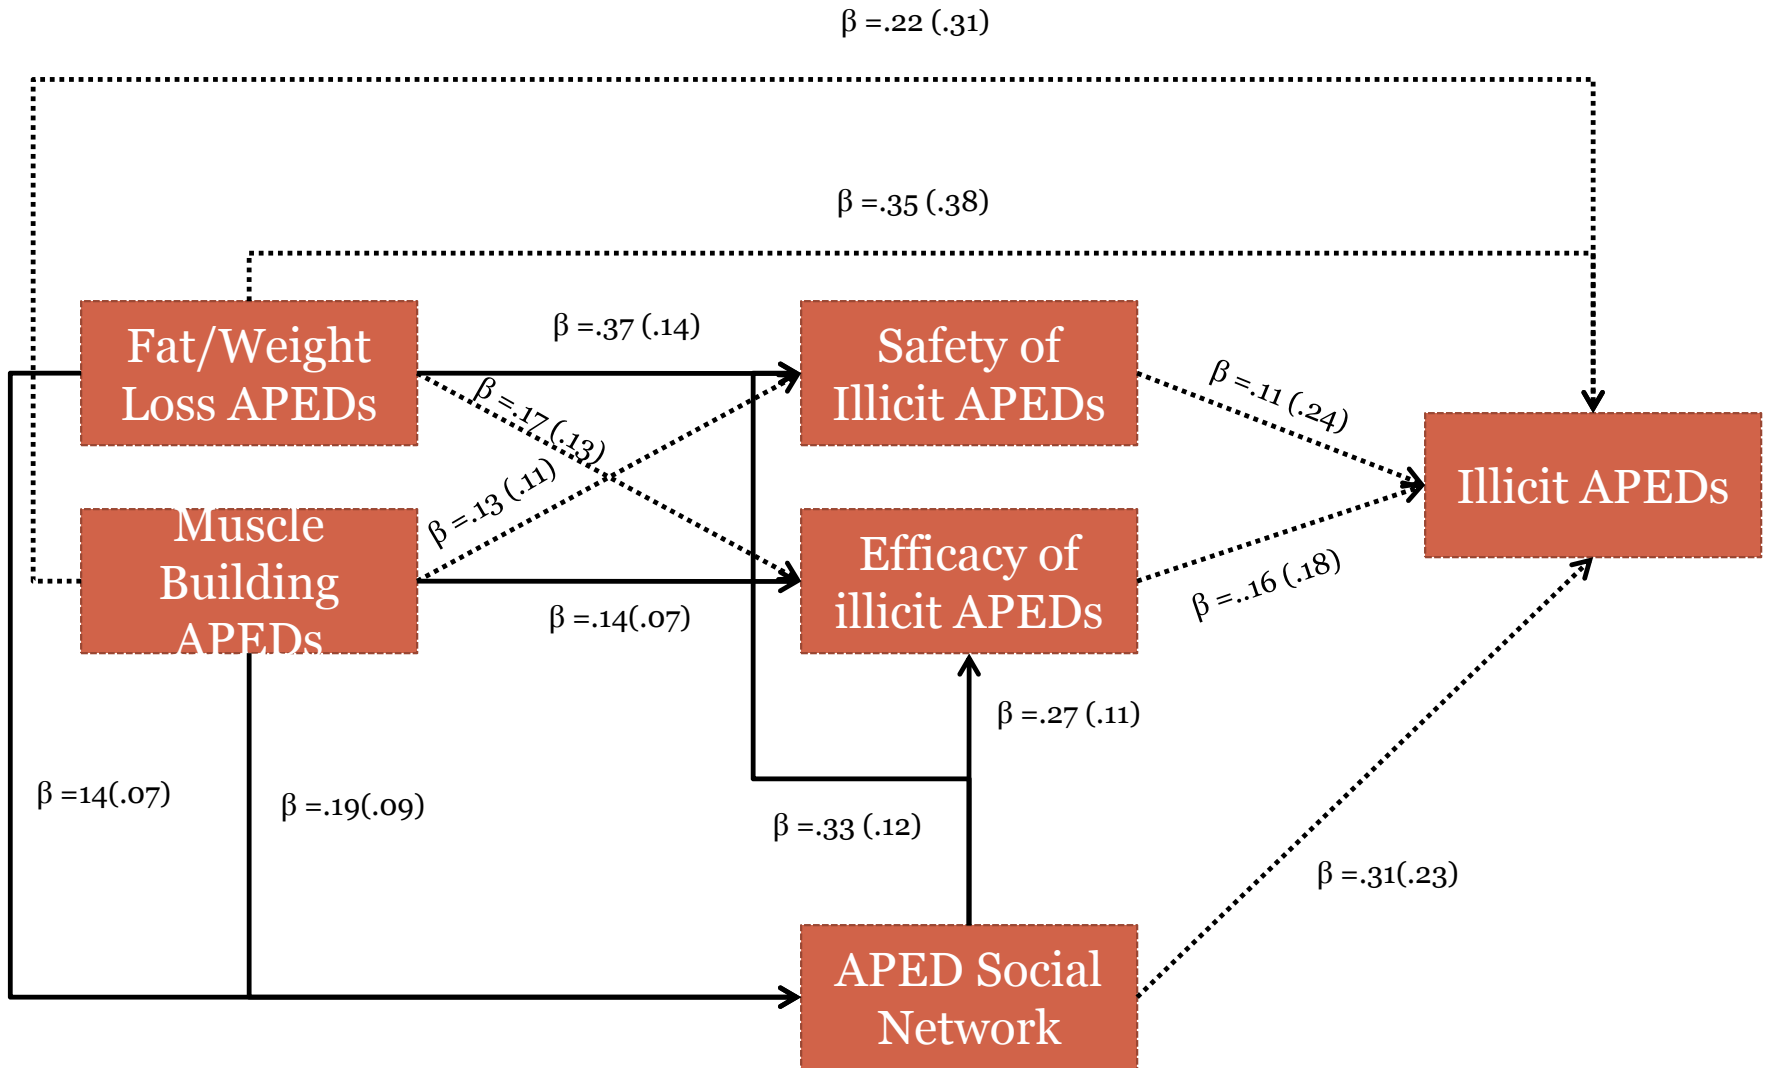 β =.22 (.31)
β =.35 (.38)
Fat/Weight
Loss APEDs
β =.37 (.14)
Safety of
Illicit APEDs
β =.17 (.13)
β =.13 (.11)
β =.11 (.24)
Illicit APEDs
Muscle
Building
APEDs
β =.14(.07)
Efficacy of
illicit APEDs
β =..16 (.18)
β =.27 (.11)
β =14(.07)
β =.19(.09)
β =.33 (.12)
β =.31(.23)
APED Social
Network